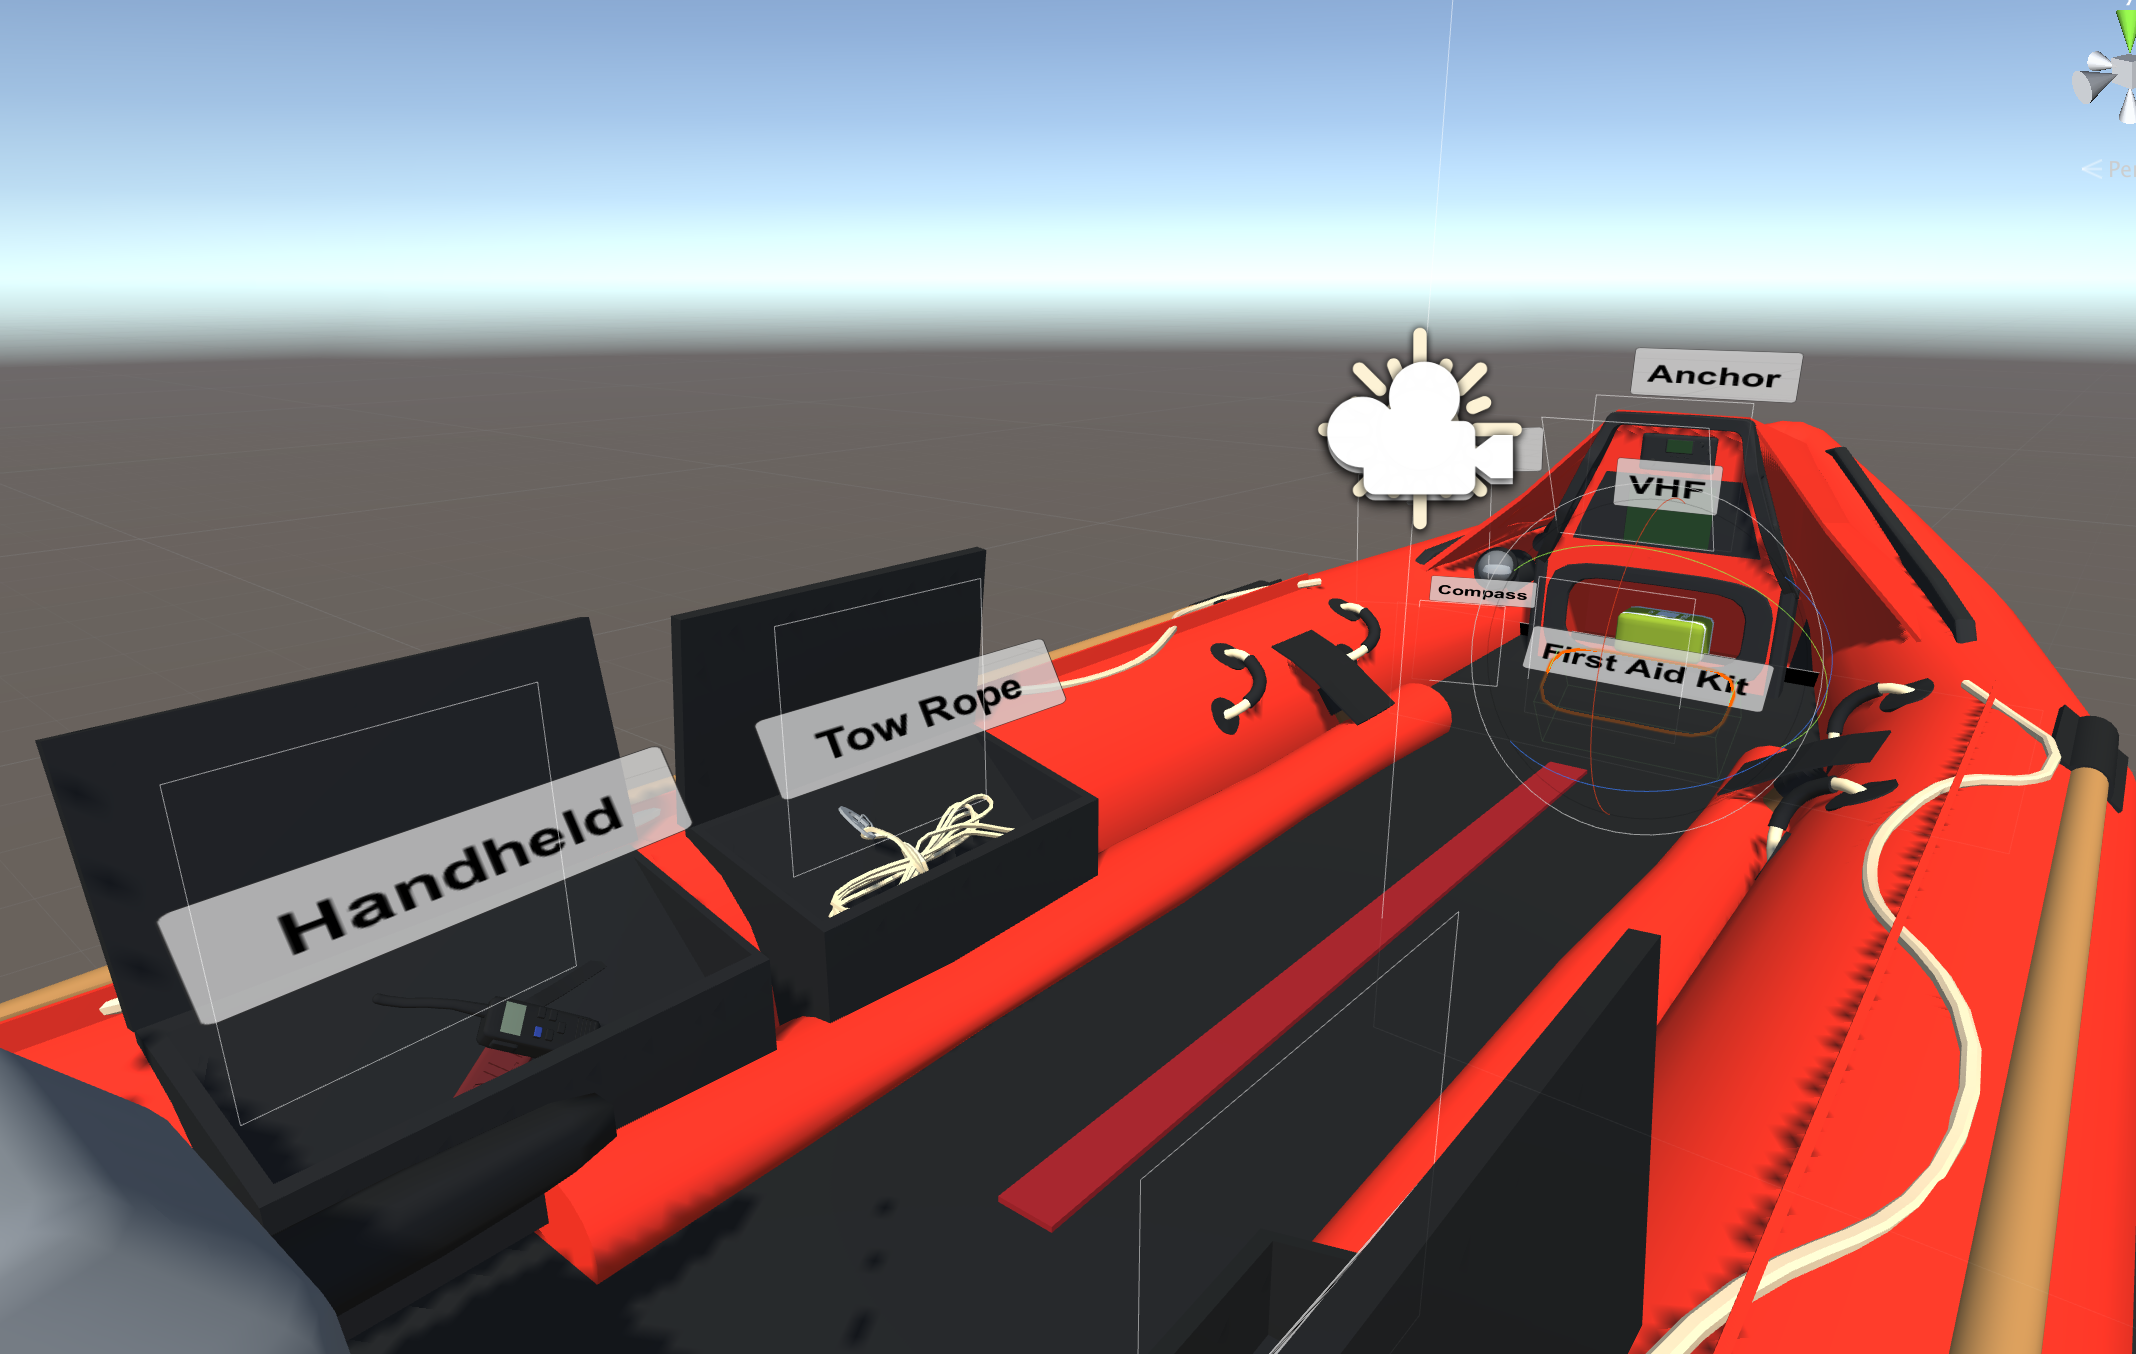 Anchor
VHF
Compass
First Aid Kit
Tow Rope
Handheld